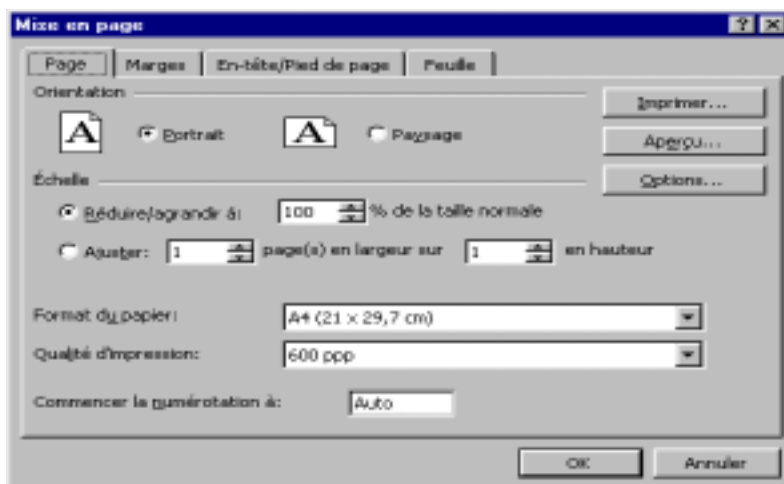 Mise en page
Page Marges En-tête/Pied de page Feuille
Orientation
Imprimer...
A Portrait A Paysage
Aperçu...
Échelle
Options...
Réduire/agrandir à: 100 % de la taille normale
Ajuster: 1 page(s) en largeur sur 1 en hauteur
Format du papier: A4 (21 x 29,7 cm)
Qualité d'impression: 600 ppp
Commencer la numérotation à: Auto
OK Annuler